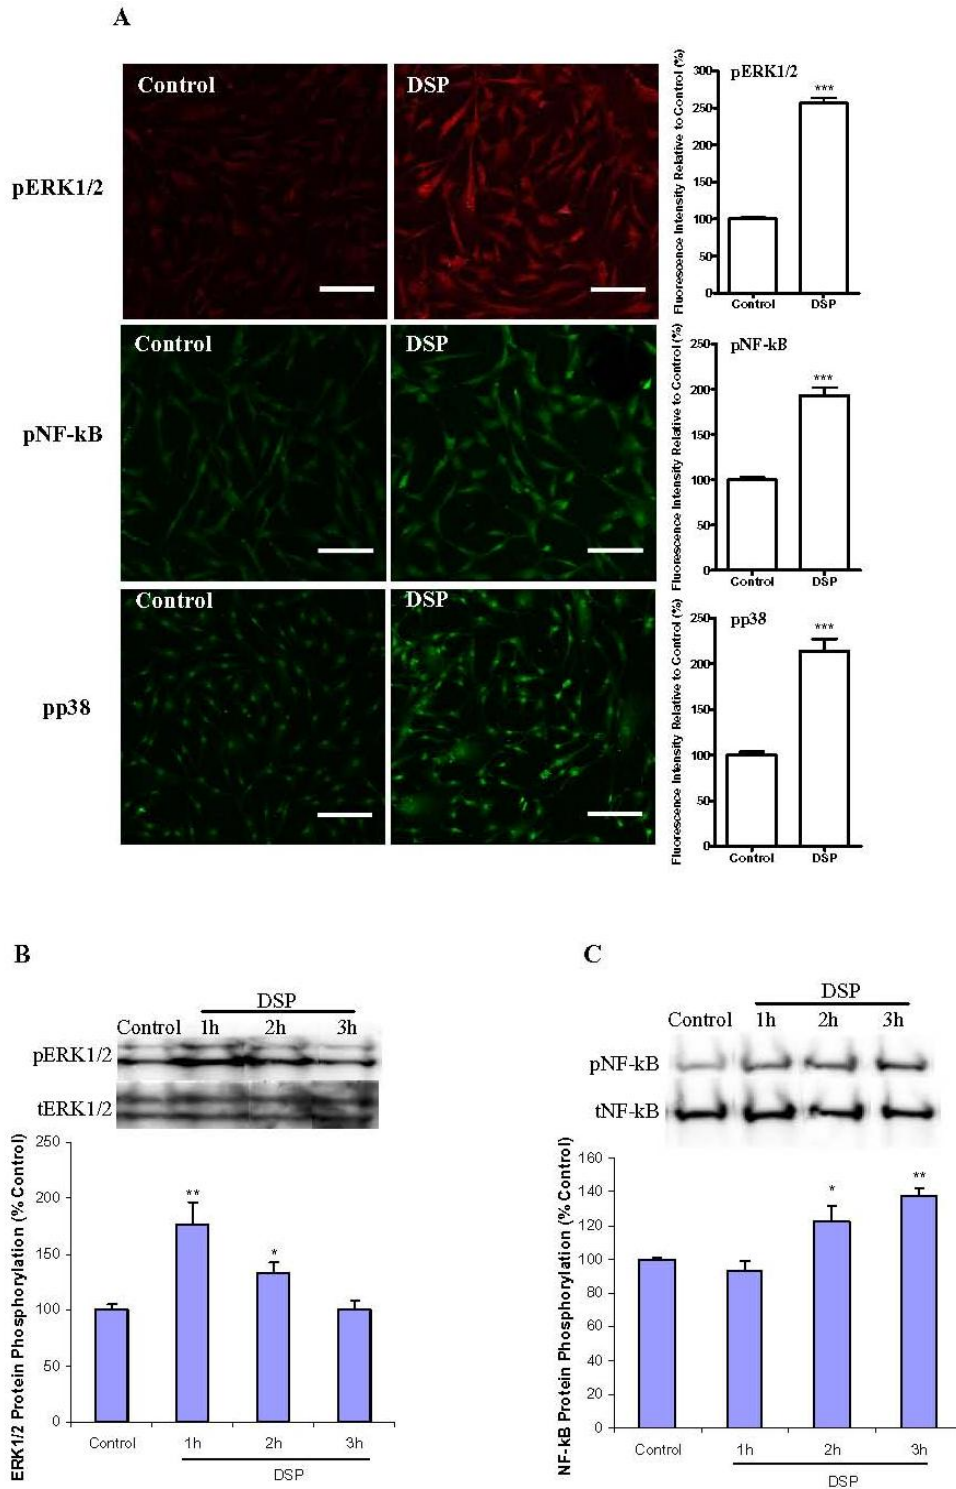 A
pERK1/2
Control
DSP
Fluorescence Intensity Relative to Control (%)
pERK1/2
300
250
200
150
100
50
0
***
Control
DSP
pNF-kB
Control
DSP
Fluorescence Intensity Relative to Control (%)
pNF-kB
250
200
150
100
50
0
***
Control
DSP
pp38
Control
DSP
Fluorescence Intensity Relative to Control (%)
pp38
250
200
150
100
50
0
***
Control
DSP
B
DSP
Control 1h 2h 3h
pERK1/2
tERK1/2
ERK1/2 Protein Phosphorylation (% Control)
250
200
150
100
50
0
**
*
Control 1h 2h 3h
DSP
C
DSP
Control 1h 2h 3h
pNF-kB
tNF-kB
NF-kB Protein Phosphorylation (% Control)
160
140
120
100
80
60
40
20
0
*
**
Control 1h 2h 3h
DSP